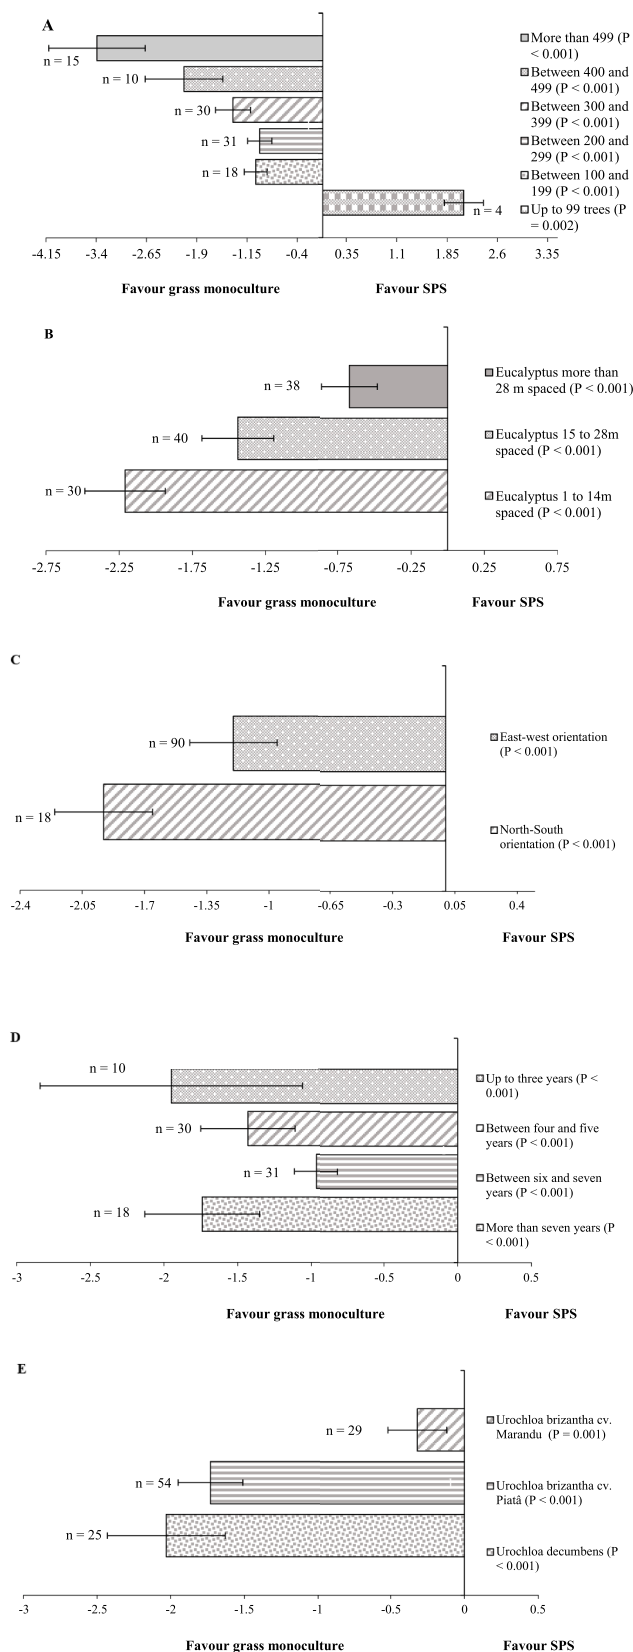 A
n = 15
n = 10
n = 30
n = 31
n = 18
n = 4
More than 499 (P
< 0.001)
Between 400 and
499 (P < 0.001)
Between 300 and
399 (P < 0.001)
Between 200 and
299 (P < 0.001)
Between 100 and
199 (P < 0.001)
Up to 99 trees (P
= 0.002)
-4.15 -3.4 -2.65 -1.9 -1.15 -0.4 0.35 1.1 1.85 2.6 3.35
Favour grass monoculture Favour SPS
B
n = 38
n = 40
n = 30
Eucalyptus more than
28 m spaced (P < 0.001)
Eucalyptus 15 to 28m
spaced (P < 0.001)
Eucalyptus 1 to 14m
spaced (P < 0.001)
-2.75 -2.25 -1.75 -1.25 -0.75 -0.25 0.25 0.75
Favour grass monoculture Favour SPS
C
n = 90
n = 18
East-west orientation
(P < 0.001)
North-South
orientation (P < 0.001)
-2.4 -2.05 -1.7 -1.35 -1 -0.65 -0.3 0.05 0.4
Favour grass monoculture Favour SPS
D
n = 10
n = 30
n = 31
n = 18
Up to three years (P <
0.001)
Between four and five
years (P < 0.001)
Between six and seven
years (P < 0.001)
More than seven years (P
< 0.001)
-3 -2.5 -2 -1.5 -1 -0.5 0 0.5
Favour grass monoculture Favour SPS
E
n = 29
n = 54
n = 25
Urochloa brizantha cv.
Marandu (P = 0.001)
Urochloa brizantha cv.
Piatã (P < 0.001)
Urochloa decumbens (P
< 0.001)
-3 -2.5 -2 -1.5 -1 -0.5 0 0.5
Favour grass monoculture Favour SPS